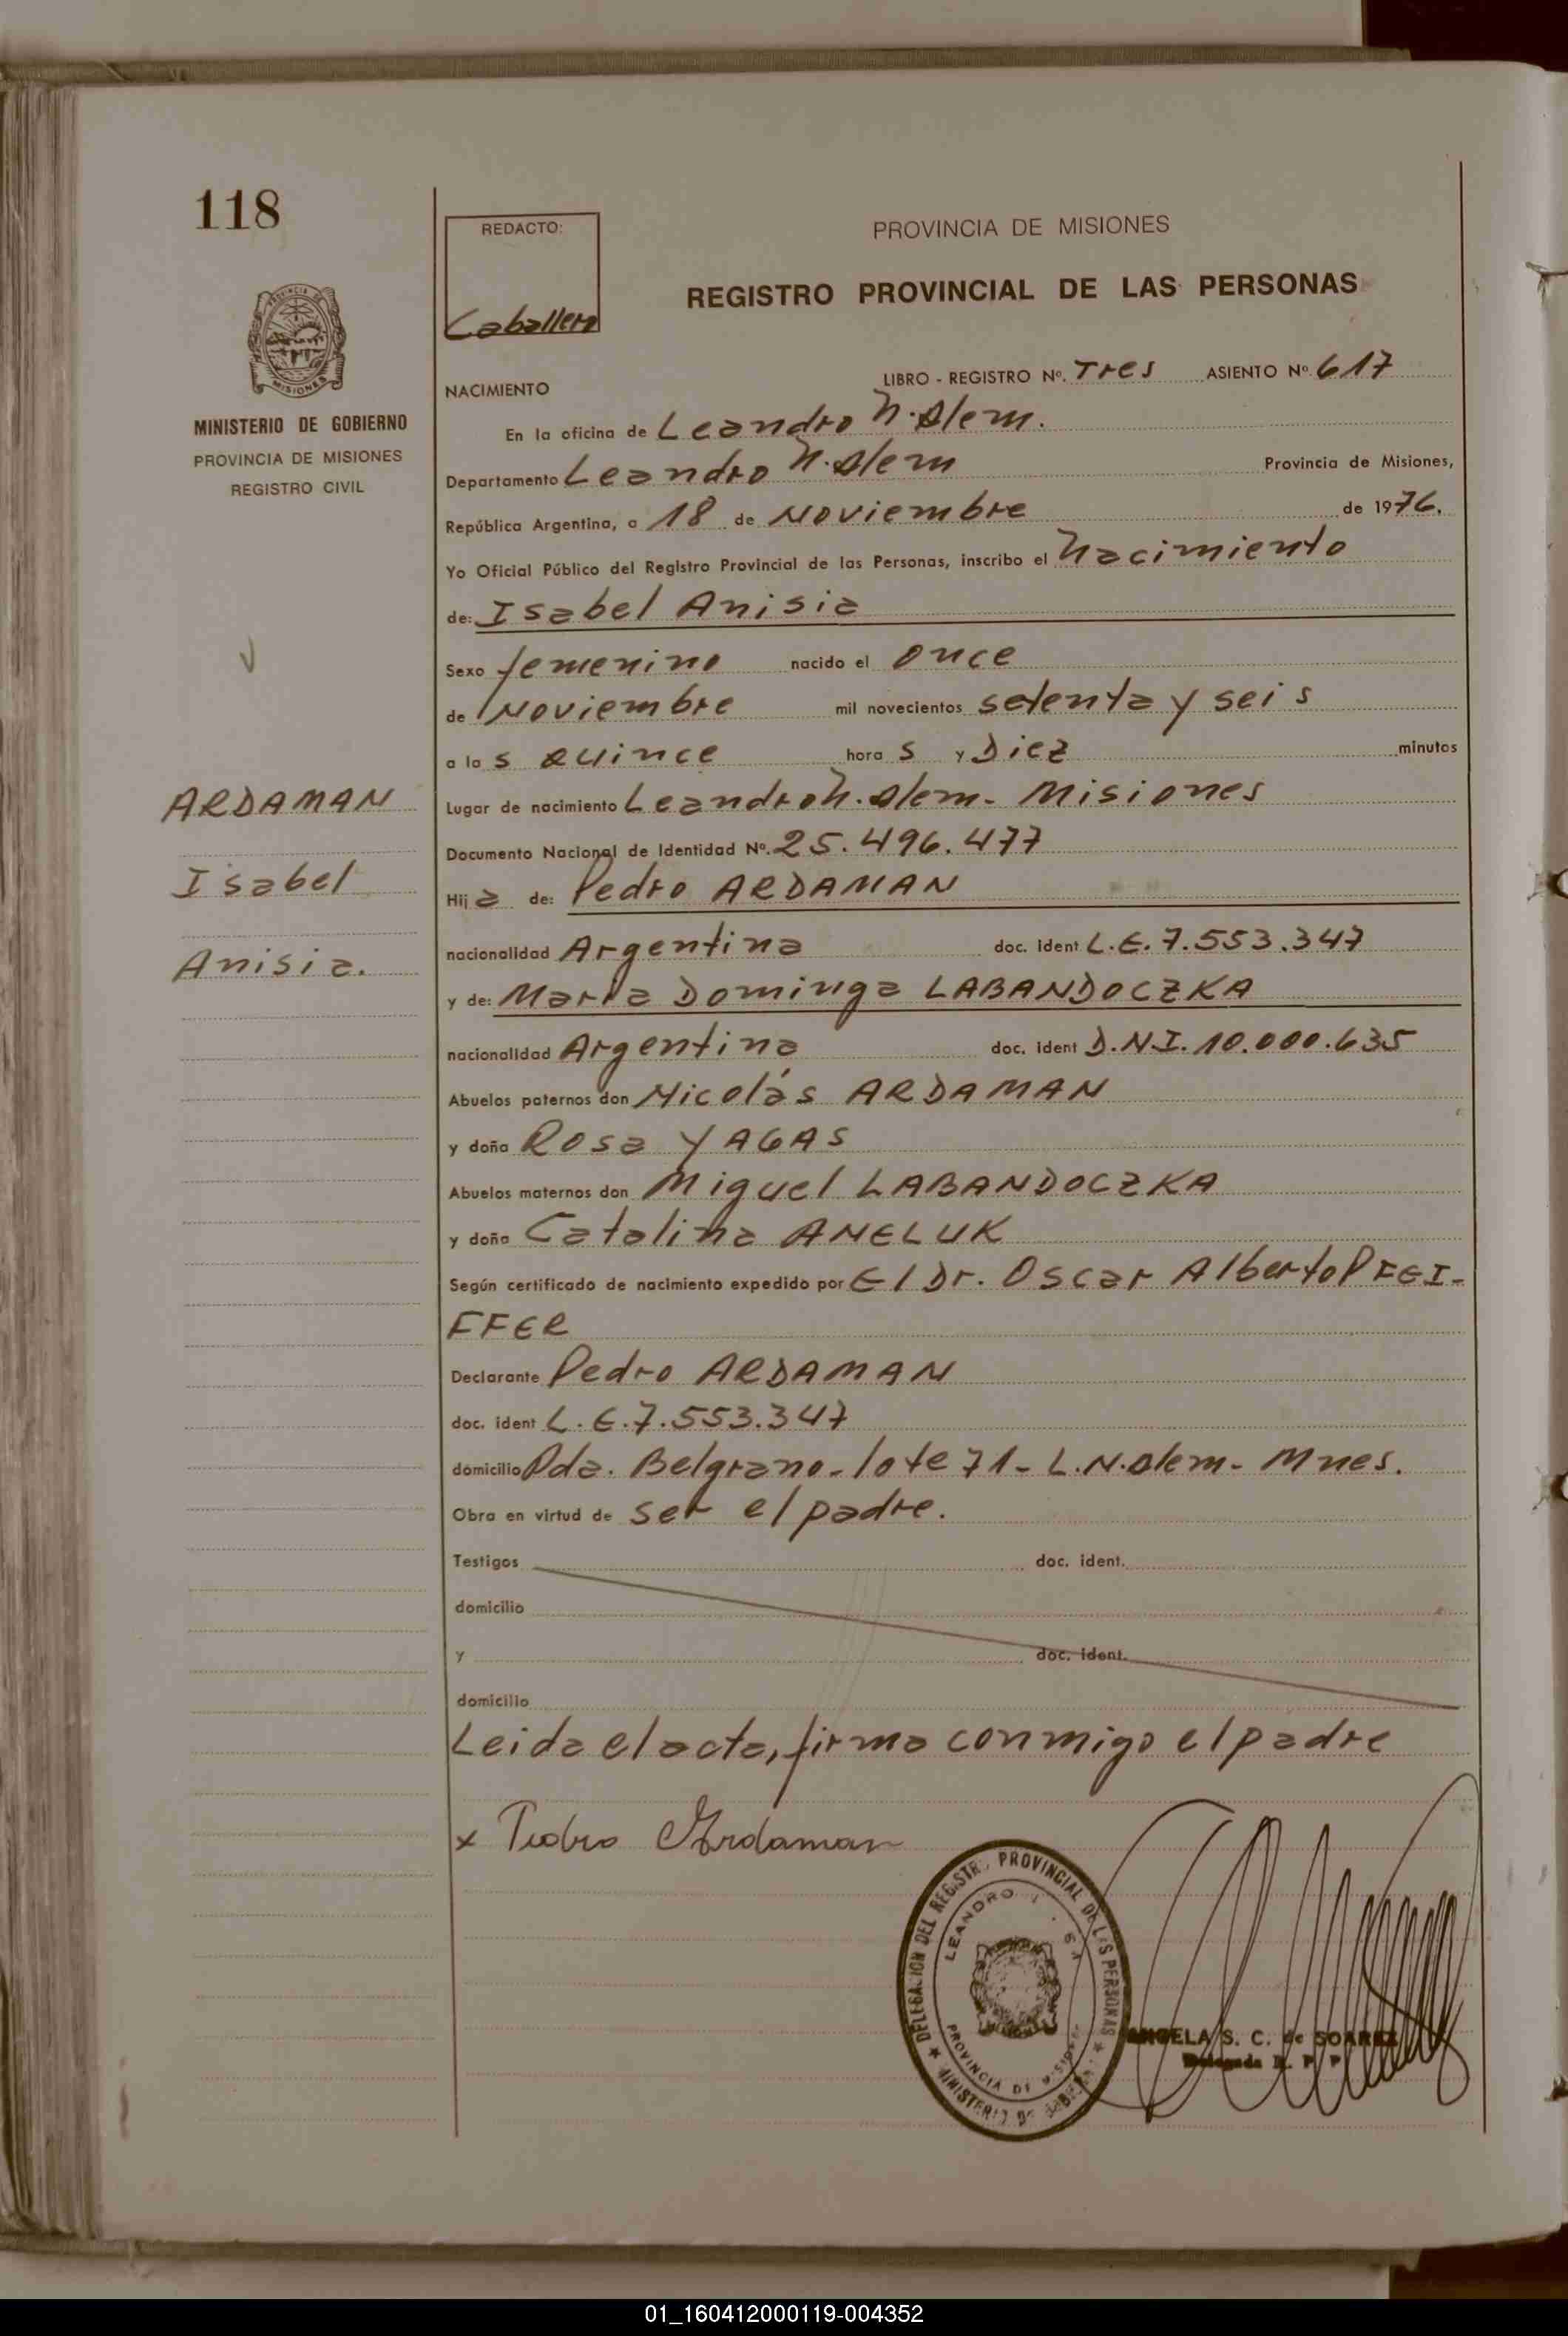 118
REDACTO:
Caballero
PROVINCIA DE MISIONES
REGISTRO PROVINCIAL DE LAS PERSONAS
MISIONES
MINISTERIO DE GOBIERNO
PROVINCIA DE MISIONES
REGISTRO CIVIL
NACIMIENTO
LIBRO - REGISTRO Nº. Tres ASIENTO Nº. 617
En la oficina de Leandro N. Alem.
Departamento Leandro N. Alem Provincia de Misiones,
República Argentina, a 18 de Noviembre de 1976.
Yo Oficial Público del Registro Provincial de las Personas, inscribo el Nacimiento
de: Isabel Anisia
Sexo femenino nacido el once
de Noviembre mil novecientos setenta y seis
a las quince horas y Diez minutos
ARDAMAN
Isabel
Anisia.
Lugar de nacimiento Leandro N. Alem - Misiones
Documento Nacional de Identidad Nº. 25.496.477
Hija de: Pedro ARDAMAN
nacionalidad Argentina doc. ident L.E. 7.553.347
y de: María Dominga LABANDOCZKA
nacionalidad Argentina doc. ident D.N.I. 10.000.635
Abuelos paternos don Nicolás ARDAMAN
y doña Rosa YAGAS
Abuelos maternos don Miguel LABANDOCZKA
y doña Catalina ANELUK
Según certificado de nacimiento expedido por El Dr. Oscar Alberto PFEI-
FFER
Declarante Pedro ARDAMAN
doc. ident L.E. 7.553.347
domicilio Pda. Belgrano - lote 71 - L.N. Alem - Mnes.
Obra en virtud de ser el padre.
Testigos doc. ident.
domicilio
y doc. ident.
domicilio
Leida el acta, firma conmigo el padre
x Pedro Ardaman
DELEGACION DEL REGISTR. PROVINCIAL DE LAS PERSONAS
LEANDRO
PROVINCIA DE MISIONES
MINISTERIO DE GOBIERNO
ANGELA S. C. de SOAREZ
Delegada R. P. P.
01_160412000119-004352